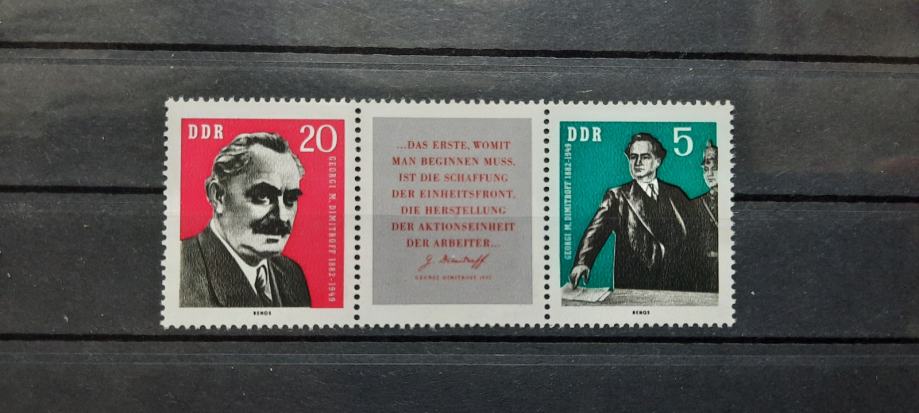 DDR 20
GEORGI M. DIMITROFF 1882-1949
BENGS
...DAS ERSTE, WOMIT
MAN BEGINNEN MUSS,
IST DIE SCHAFFUNG
DER EINHEITSFRONT,
DIE HERSTELLUNG
DER AKTIONSEINHEIT
DER ARBEITER...
G. Dimitroff
DDR 5
GEORGI M. DIMITROFF 1882-1949
BENGS